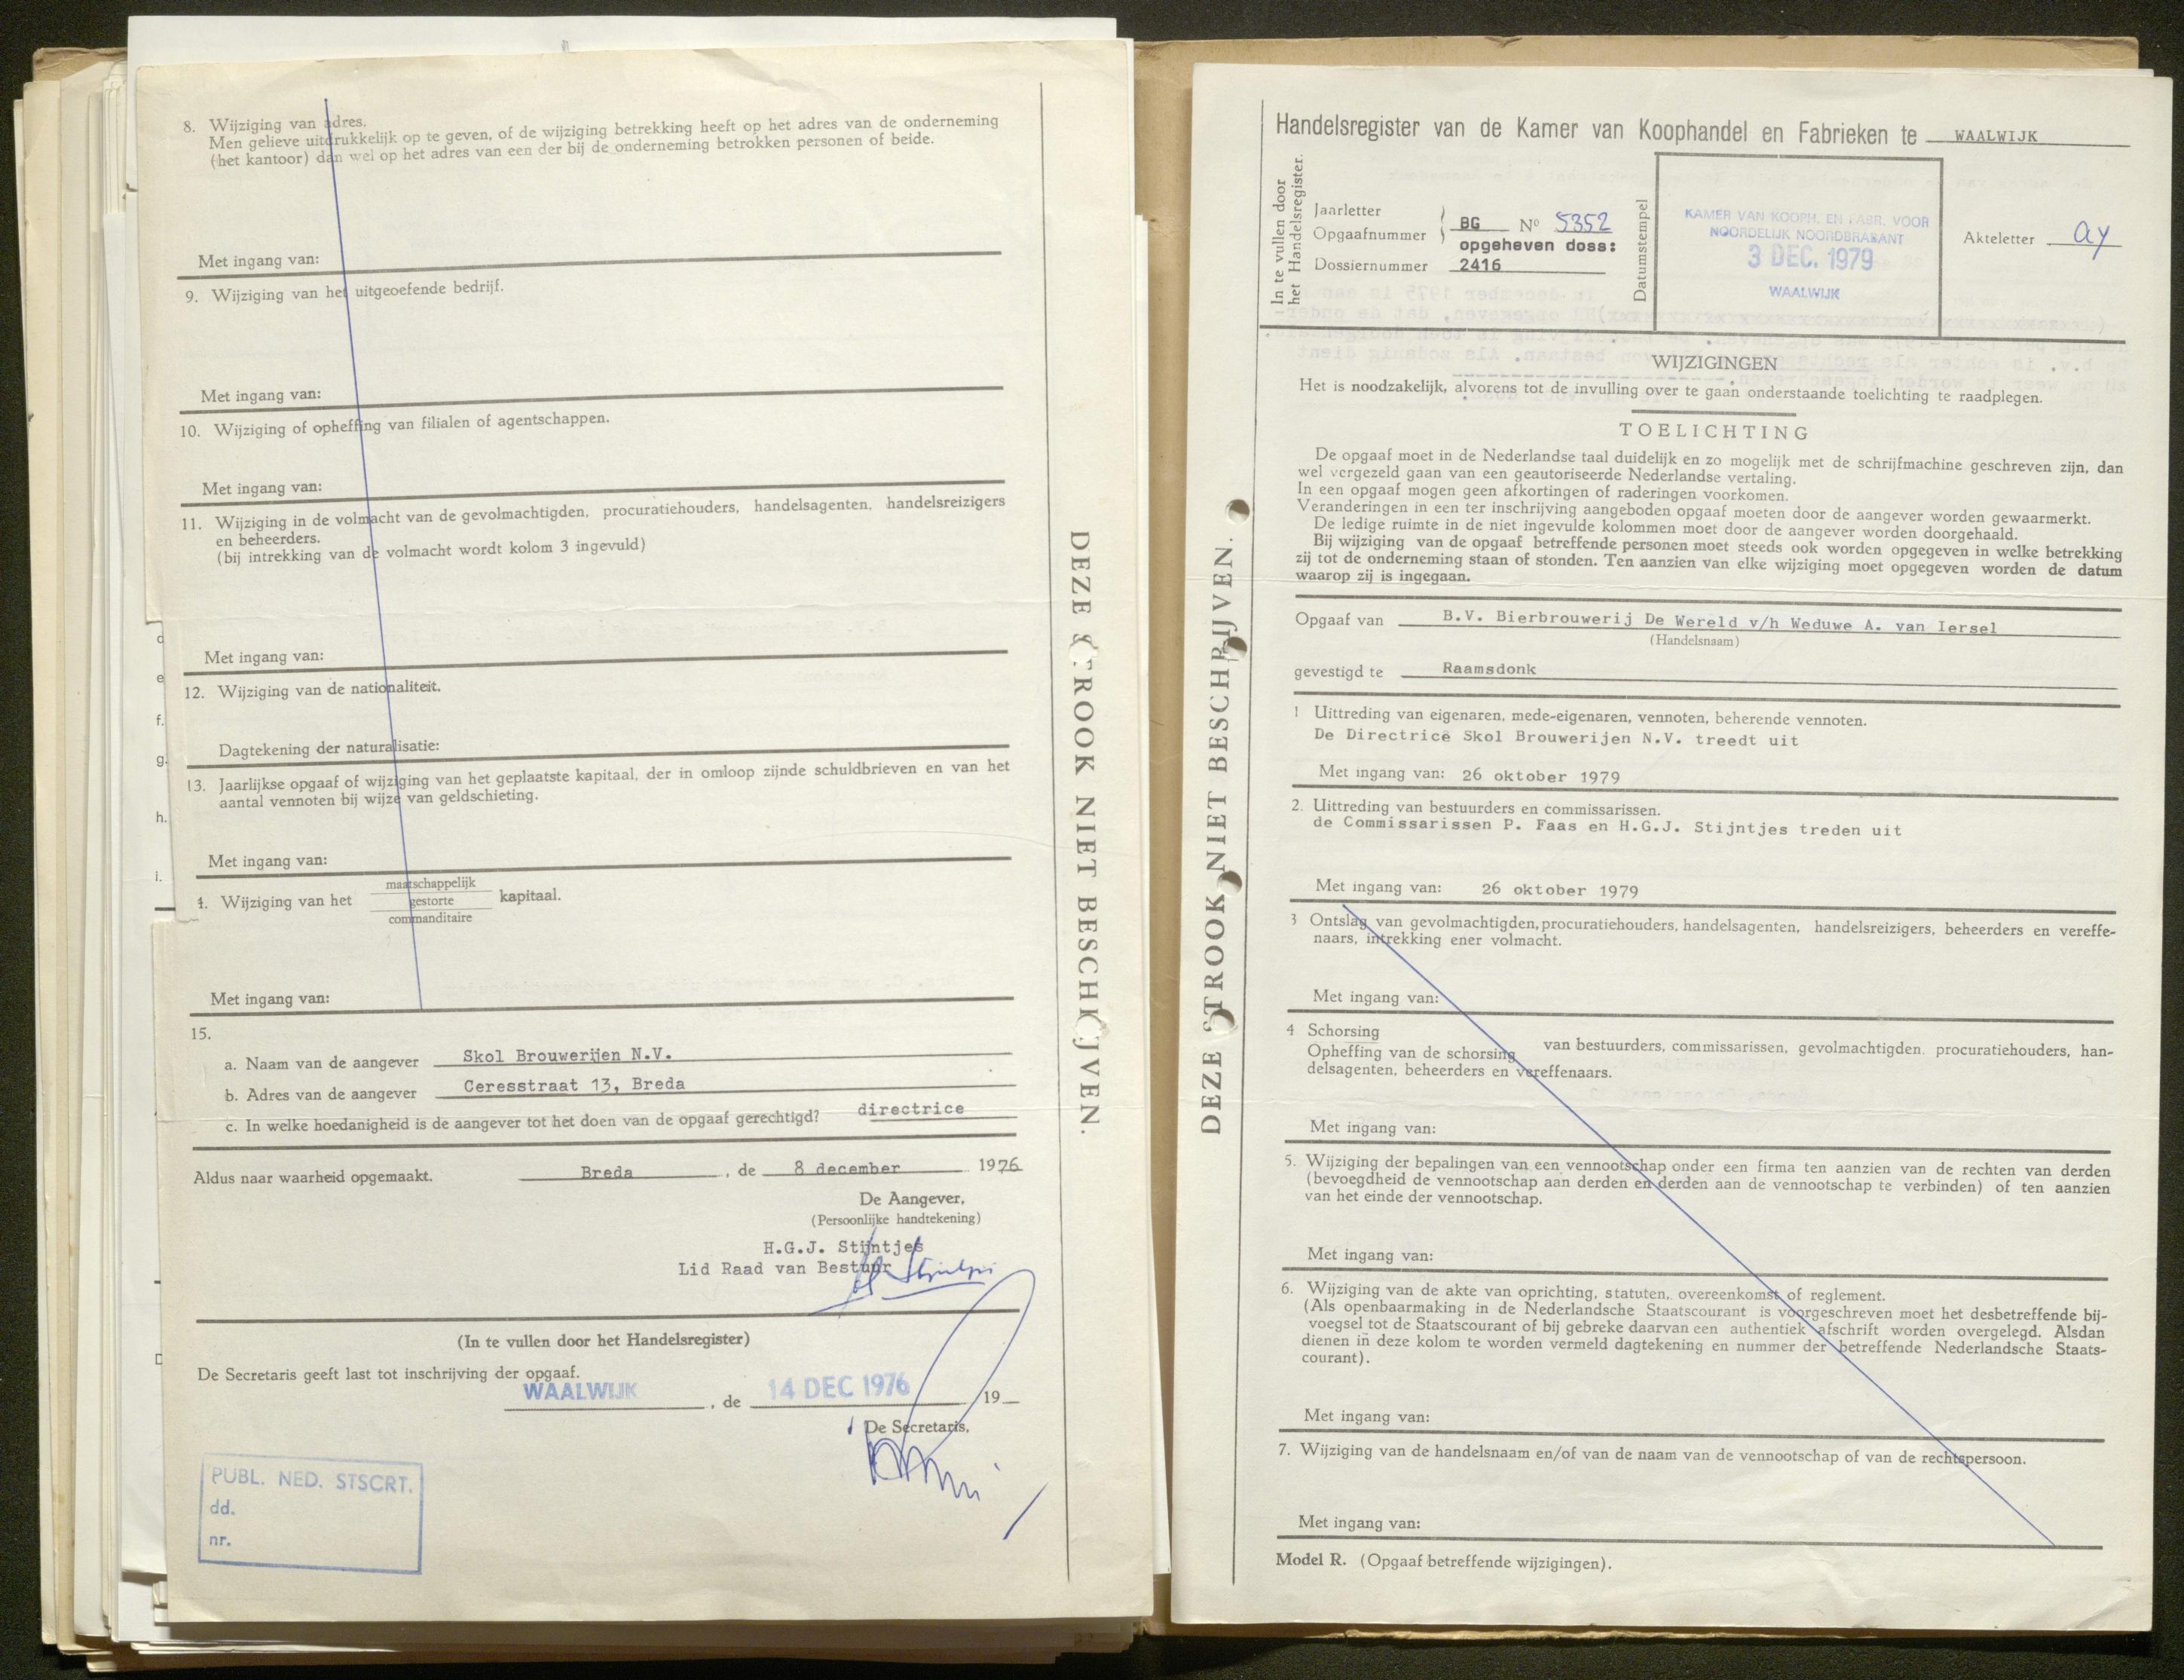 8. Wijziging van adres.
Men gelieve uitdrukkelijk op te geven, of de wijziging betrekking heeft op het adres van de onderneming
(het kantoor) dan wel op het adres van een der bij de onderneming betrokken personen of beide.
Met ingang van:
9. Wijziging van het uitgeoefende bedrijf.
Met ingang van:
10. Wijziging of opheffing van filialen of agentschappen.
Met ingang van:
11. Wijziging in de volmacht van de gevolmachtigden, procuratiehouders, handelsagenten, handelsreizigers
en beheerders.
(bij intrekking van de volmacht wordt kolom 3 ingevuld)
Met ingang van:
12. Wijziging van de nationaliteit.
Dagtekening der naturalisatie:
13. Jaarlijkse opgaaf of wijziging van het geplaatste kapitaal, der in omloop zijnde schuldbrieven en van het
aantal vennoten bij wijze van geldschieting.
Met ingang van:
maatschappelijk
4. Wijziging van het gestorte kapitaal.
commanditaire
Met ingang van:
15.
a. Naam van de aangever Skol Brouwerijen N.V.
b. Adres van de aangever Ceresstraat 13, Breda
c. In welke hoedanigheid is de aangever tot het doen van de opgaaf gerechtigd? directrice
Aldus naar waarheid opgemaakt. Breda, de 8 december 1976
De Aangever,
(Persoonlijke handtekening)
H.G.J. Stijntjes
Lid Raad van Bestuur
(In te vullen door het Handelsregister)
De Secretaris geeft last tot inschrijving der opgaaf.
WAALWIJK, de 14 DEC 1976 19
De Secretaris,
PUBL. NED. STSCRT.
dd.
nr.
DEZE STROOK NIET BESCHRIJVEN.
d
e
f.
g.
h.
i.
DEZE STROOK NIET BESCHRIJVEN.
Handelsregister van de Kamer van Koophandel en Fabrieken te WAALWIJK
In te vullen door
het Handelsregister.
Jaarletter
Opgaafnummer BG No 5352
opgeheven doss:
Dossiernummer 2416
Datumstempel
KAMER VAN KOOPH. EN FABR. VOOR
NOORDELIJK NOORDBRABANT
3 DEC. 1979
WAALWIJK
Akteletter ay
WIJZIGINGEN
Het is noodzakelijk, alvorens tot de invulling over te gaan onderstaande toelichting te raadplegen.
TOELICHTING
De opgaaf moet in de Nederlandse taal duidelijk en zo mogelijk met de schrijfmachine geschreven zijn, dan
wel vergezeld gaan van een geautoriseerde Nederlandse vertaling.
In een opgaaf mogen geen afkortingen of raderingen voorkomen.
Veranderingen in een ter inschrijving aangeboden opgaaf moeten door de aangever worden gewaarmerkt.
De ledige ruimte in de niet ingevulde kolommen moet door de aangever worden doorgehaald.
Bij wijziging van de opgaaf betreffende personen moet steeds ook worden opgegeven in welke betrekking
zij tot de onderneming staan of stonden. Ten aanzien van elke wijziging moet opgegeven worden de datum
waarop zij is ingegaan.
Opgaaf van B.V. Bierbrouwerij De Wereld v/h Weduwe A. van Iersel
(Handelsnaam)
gevestigd te Raamsdonk
1 Uittreding van eigenaren, mede-eigenaren, vennoten, beherende vennoten.
De Directrice Skol Brouwerijen N.V. treedt uit
Met ingang van: 26 oktober 1979
2. Uittreding van bestuurders en commissarissen.
de Commissarissen P. Faas en H.G.J. Stijntjes treden uit
Met ingang van: 26 oktober 1979
3 Ontslag van gevolmachtigden, procuratiehouders, handelsagenten, handelsreizigers, beheerders en vereffe-
naars, intrekking ener volmacht.
Met ingang van:
4 Schorsing
Opheffing van de schorsing van bestuurders, commissarissen, gevolmachtigden. procuratiehouders, han-
delsagenten, beheerders en vereffenaars.
Met ingang van:
5. Wijziging der bepalingen van een vennootschap onder een firma ten aanzien van de rechten van derden
(bevoegdheid de vennootschap aan derden en derden aan de vennootschap te verbinden) of ten aanzien
van het einde der vennootschap.
Met ingang van:
6. Wijziging van de akte van oprichting, statuten, overeenkomst of reglement.
(Als openbaarmaking in de Nederlandsche Staatscourant is voorgeschreven moet het desbetreffende bij-
voegsel tot de Staatscourant of bij gebreke daarvan een authentiek afschrift worden overgelegd. Alsdan
dienen in deze kolom te worden vermeld dagtekening en nummer der betreffende Nederlandsche Staats-
courant).
Met ingang van:
7. Wijziging van de handelsnaam en/of van de naam van de vennootschap of van de rechtspersoon.
Met ingang van:
Model R. (Opgaaf betreffende wijzigingen).